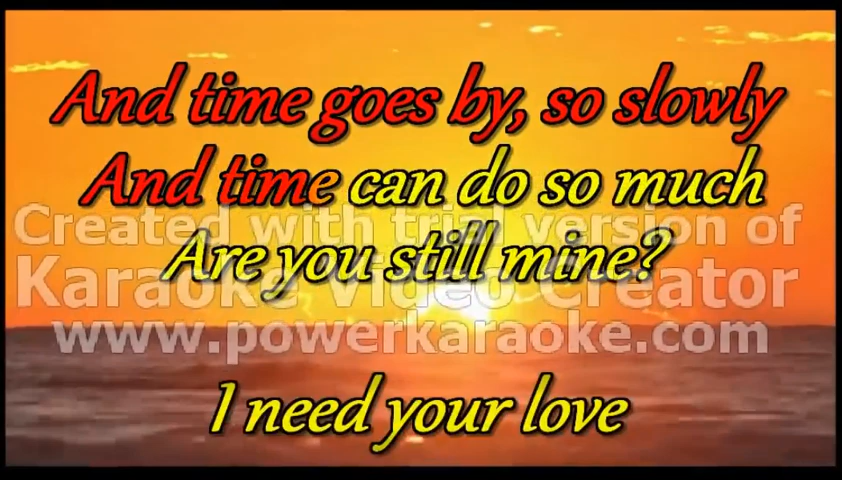 And time goes by, so slowly
And time can do so much
Created with trial version of
Are you still mine?
Karaoke Video Creator
www.powerkaraoke.com
I need your love